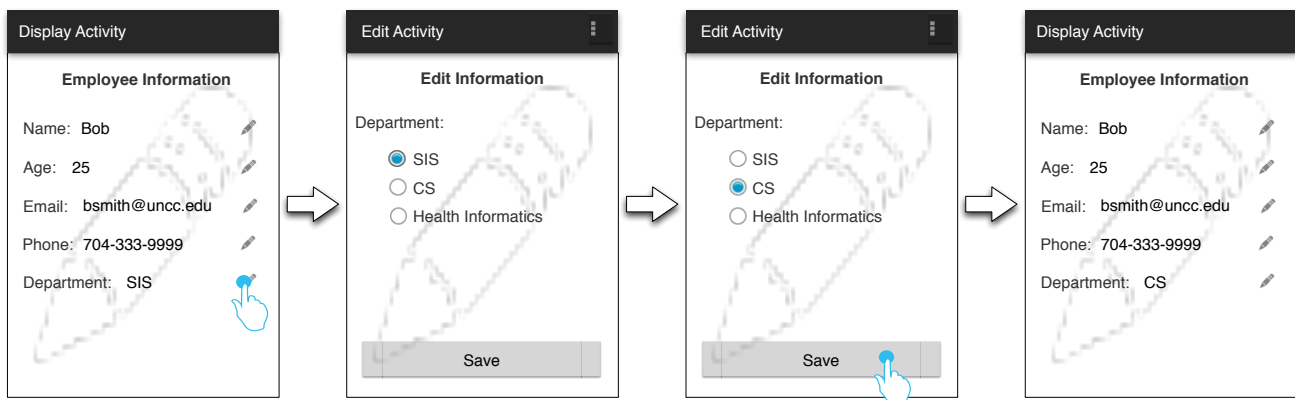 Display Activity
Employee Information
Name: Bob
Age: 25
Email: bsmith@uncc.edu
Phone: 704-333-9999
Department: SIS
Edit Activity
Edit Information
Department:
SIS
CS
Health Informatics
Save
Edit Activity
Edit Information
Department:
SIS
CS
Health Informatics
Save
Display Activity
Employee Information
Name: Bob
Age: 25
Email: bsmith@uncc.edu
Phone: 704-333-9999
Department: CS